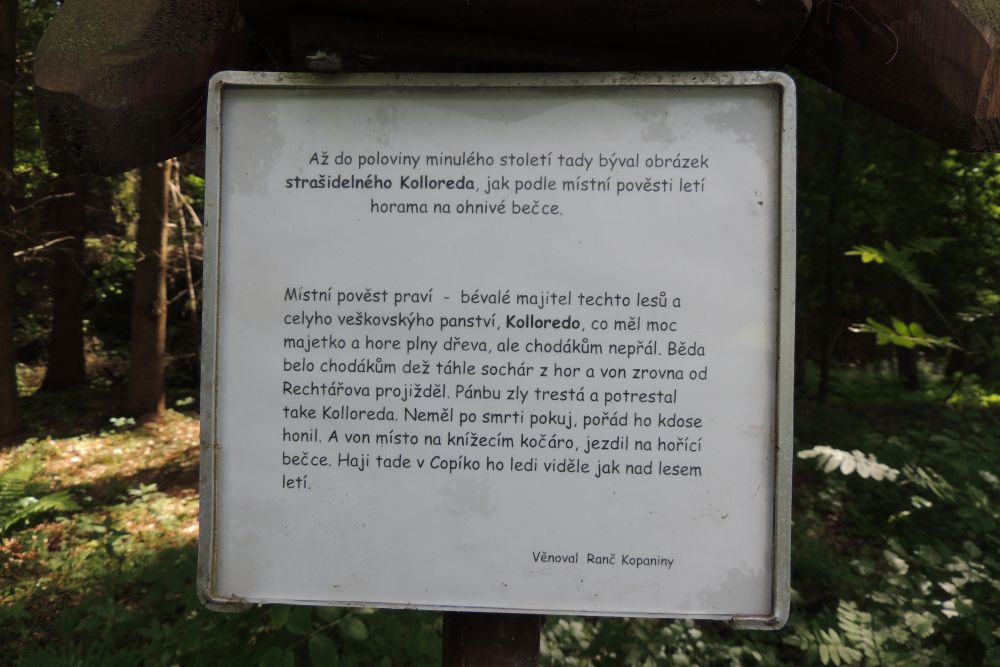 Až do poloviny minulého století tady býval obrázek
strašidelného Kolloreda, jak podle místní pověsti letí
horama na ohnivé bečce.
Místní pověst praví - bévalé majitel techto lesů a
celyho veškovskýho panství, Kolloredo, co měl moc
majetko a hore plny dřeva, ale chodákům nepřál. Běda
belo chodákům dež táhle sochár z hor a von zrovna od
Rechtářova projižděl. Pánbu zly trestá a potrestal
take Kolloreda. Neměl po smrti pokuj, pořád ho kdose
honil. A von místo na knížecím kočáro, jezdil na hořící
bečce. Haji tade v Copíko ho ledi viděle jak nad lesem
letí.
Věnoval Ranč Kopaniny